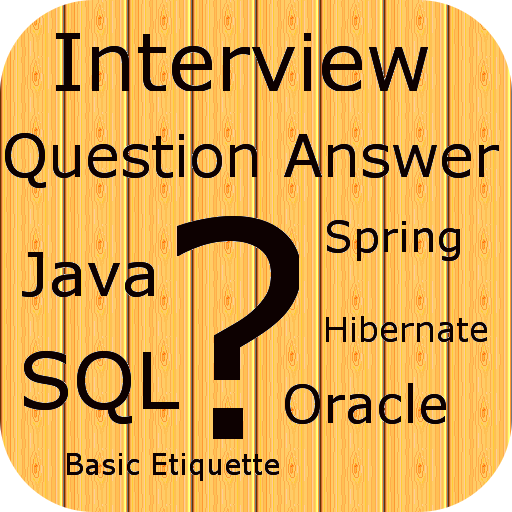 Interview
Question Answer
Spring
Java
?
Hibernate
SQL
Oracle
Basic Etiquette